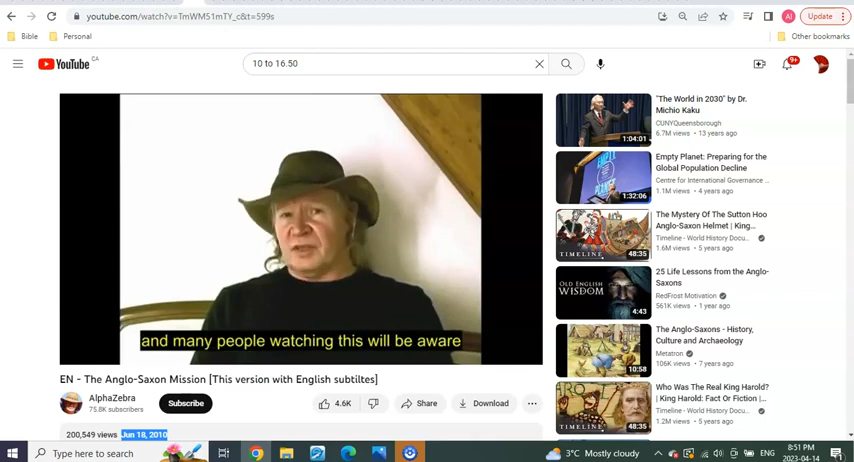 youtube.com/watch?v=TmWM51mTY_c&t=599s
AI
Update
Bible
Personal
Other bookmarks
YouTube CA
10 to 16.50
9+
and many people watching this will be aware
EN - The Anglo-Saxon Mission [This version with English subtiltes]
AlphaZebra
75.8K subscribers
Subscribe
4.6K
Share
Download
200,549 views Jun 18, 2010
"The World in 2030" by Dr.
Michio Kaku
CUNYQueensborough
6.7M views • 13 years ago
1:04:01
Empty Planet: Preparing for the
Global Population Decline
Centre for International Governance ...
1.1M views • 4 years ago
EMPTY
PLANET
1:32:06
The Mystery Of The Sutton Hoo
Anglo-Saxon Helmet | King...
Timeline - World History Docu...
1.6M views • 5 years ago
TIMELINE
48:35
25 Life Lessons from the Anglo-
Saxons
RedFrost Motivation
561K views • 1 year ago
OLD ENGLISH
WISDOM
4:43
The Anglo-Saxons - History,
Culture and Archaeology
Metatron
106K views • 7 years ago
10:58
Who Was The Real King Harold?
| King Harold: Fact Or Fiction |...
Timeline - World History Docu...
1.2M views • 5 years ago
TIMELINE
48:35
Type here to search
3°C Mostly cloudy
ENG
8:51 PM
2023-04-14
1